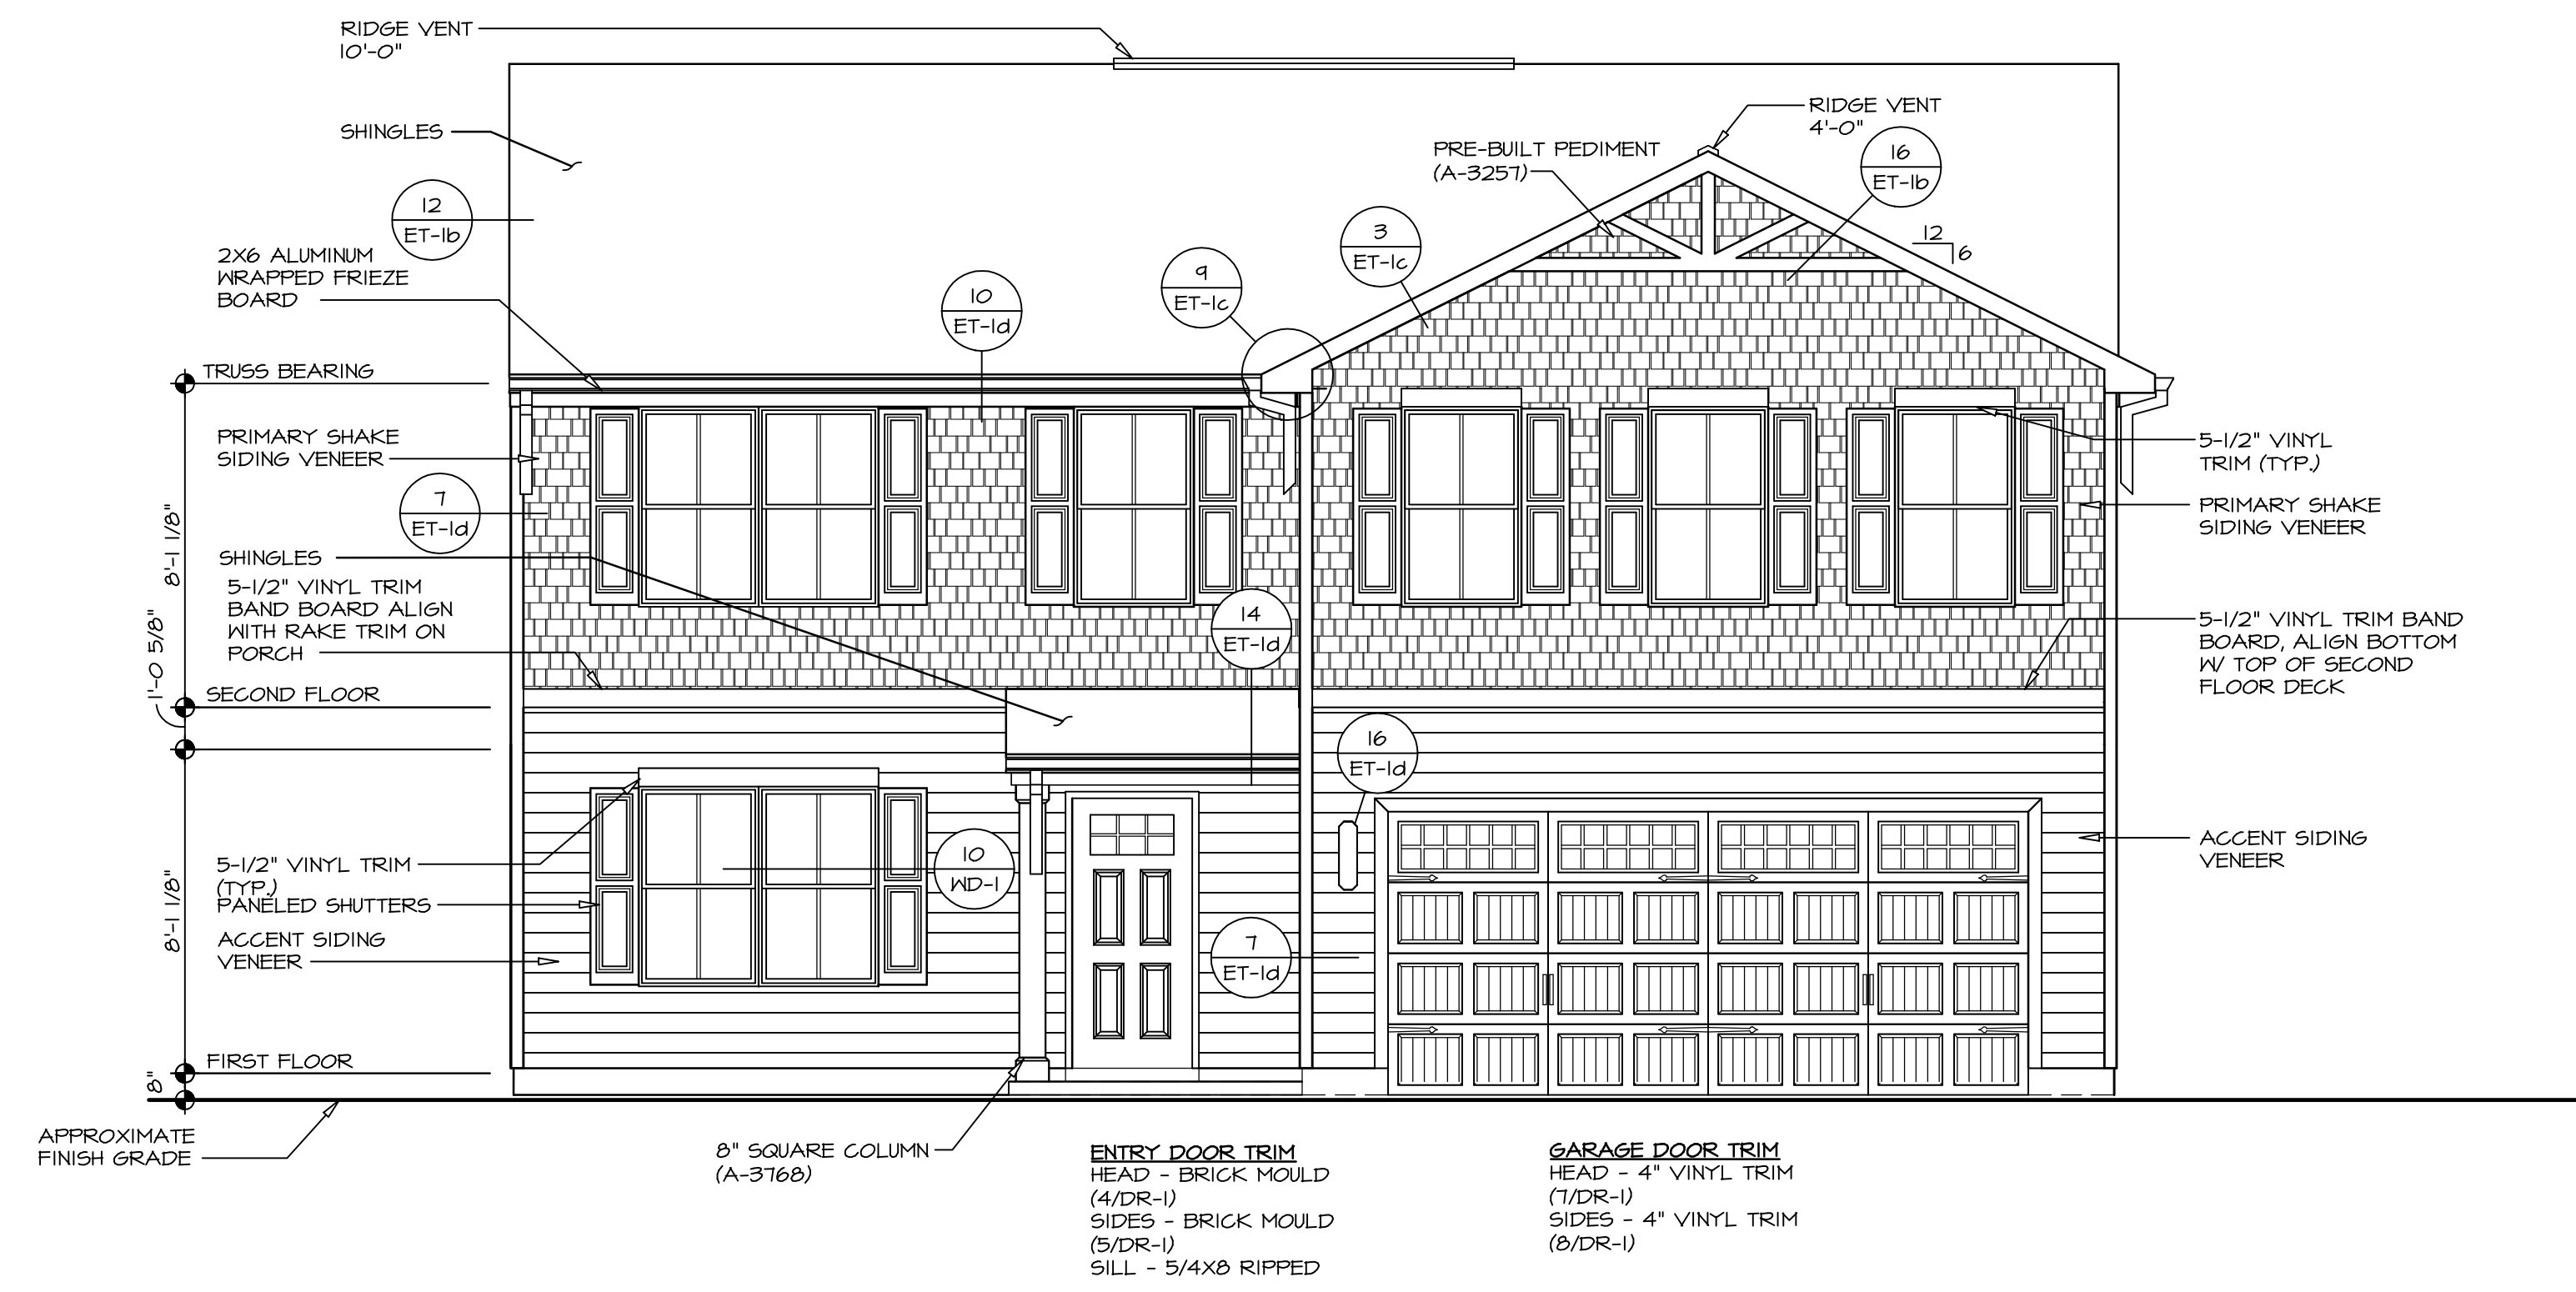 RIDGE VENT
10'-0"
SHINGLES
12
ET-1b
2X6 ALUMINUM
WRAPPED FRIEZE
BOARD
TRUSS BEARING
PRIMARY SHAKE
SIDING VENEER
7
ET-1d
SHINGLES
5-1/2" VINYL TRIM
BAND BOARD ALIGN
WITH RAKE TRIM ON
PORCH
SECOND FLOOR
8'-1 1/8"
1'-0 5/8"
8'-1 1/8"
8"
5-1/2" VINYL TRIM
(TYP.)
PANELED SHUTTERS
ACCENT SIDING
VENEER
FIRST FLOOR
APPROXIMATE
FINISH GRADE
10
ET-1d
9
ET-1c
3
ET-1c
PRE-BUILT PEDIMENT
(A-3257)
RIDGE VENT
4'-0"
16
ET-1b
12
6
14
ET-1d
16
ET-1d
10
WD-1
7
ET-1d
5-1/2" VINYL
TRIM (TYP.)
PRIMARY SHAKE
SIDING VENEER
5-1/2" VINYL TRIM BAND
BOARD, ALIGN BOTTOM
W/ TOP OF SECOND
FLOOR DECK
ACCENT SIDING
VENEER
8" SQUARE COLUMN
(A-3768)
ENTRY DOOR TRIM
HEAD - BRICK MOULD
(4/DR-1)
SIDES - BRICK MOULD
(5/DR-1)
SILL - 5/4X8 RIPPED
GARAGE DOOR TRIM
HEAD - 4" VINYL TRIM
(7/DR-1)
SIDES - 4" VINYL TRIM
(8/DR-1)